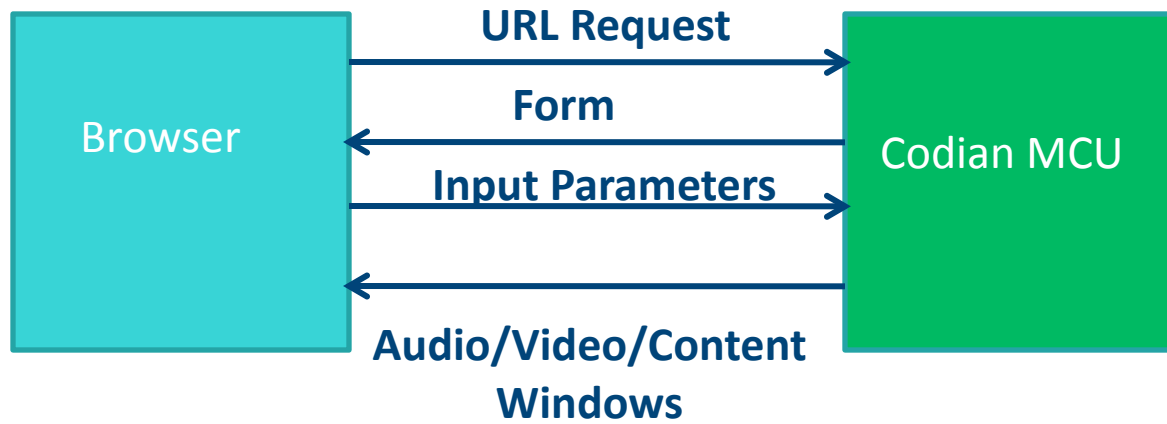 URL Request
Form
Browser
Codian MCU
Input Parameters
Audio/Video/Content
Windows